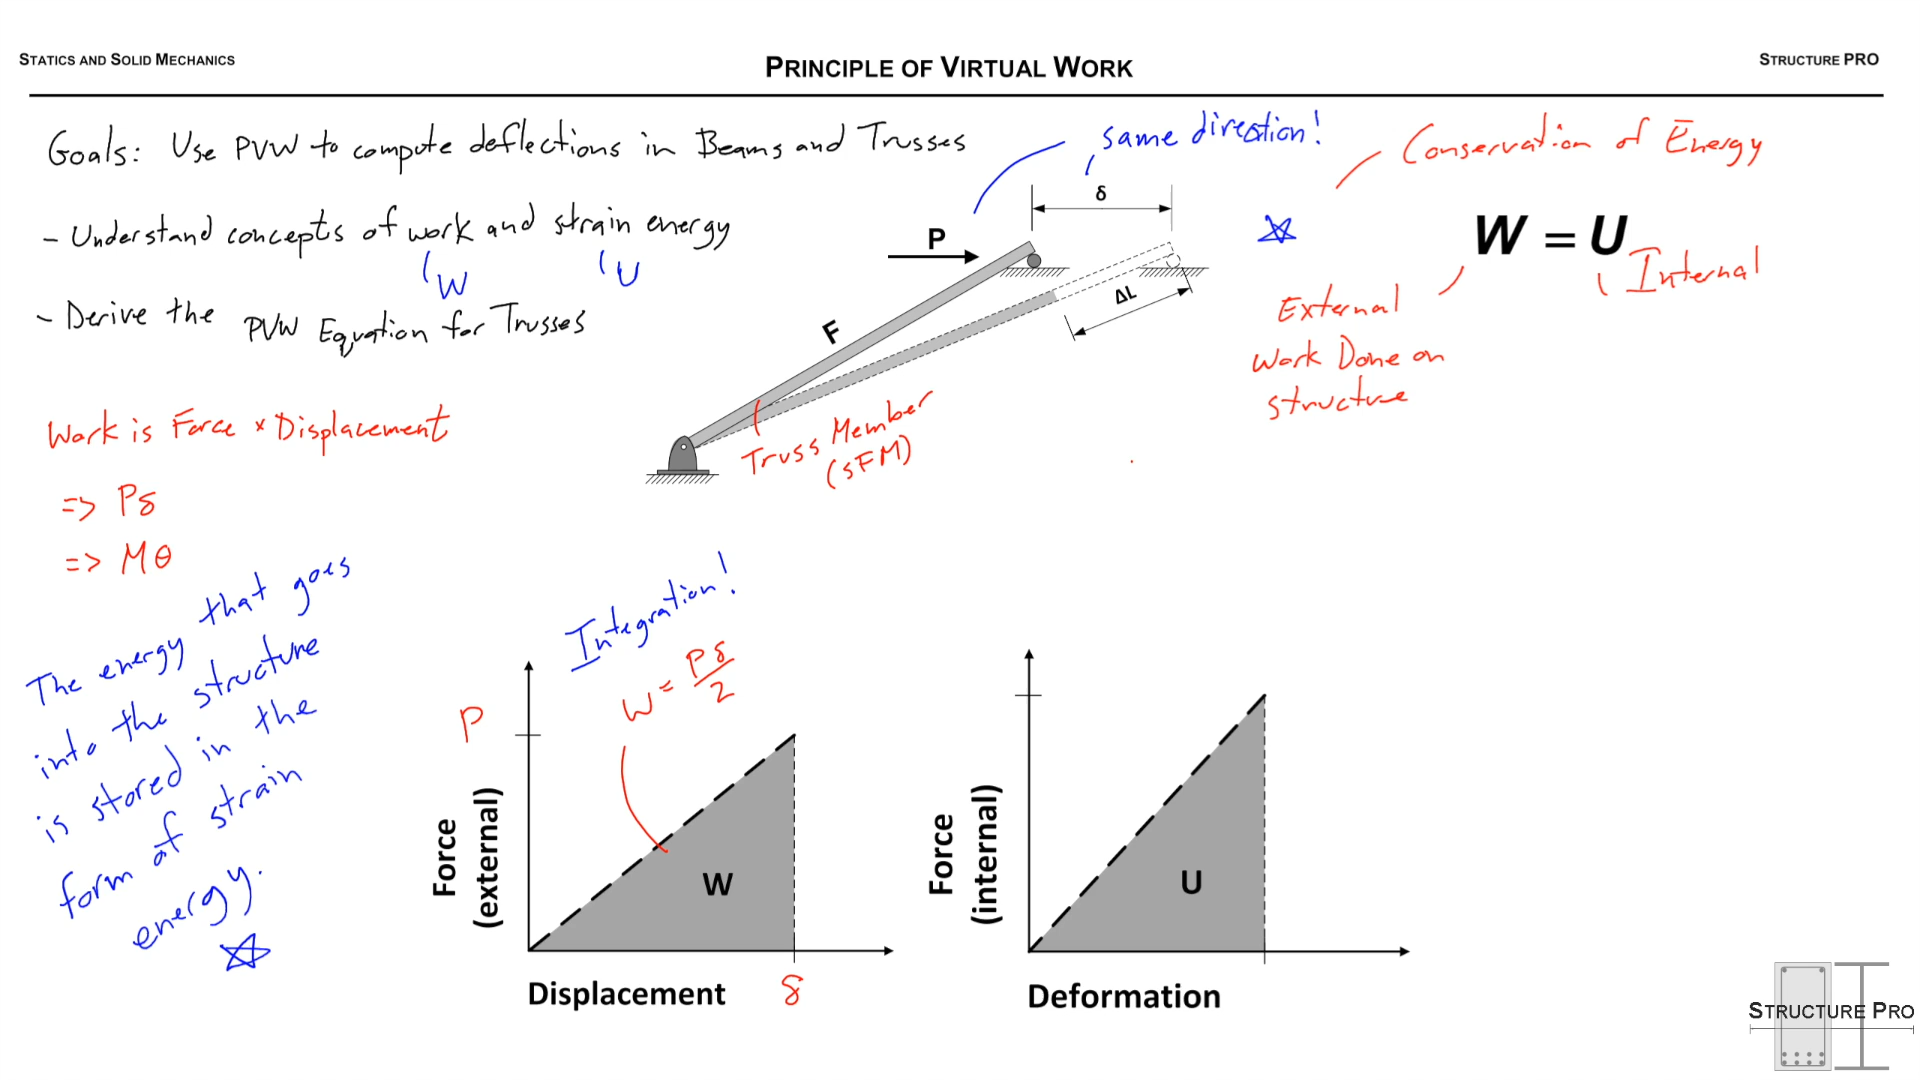 STATICS AND SOLID MECHANICS
PRINCIPLE OF VIRTUAL WORK
STRUCTURE PRO
Goals: Use PVW to compute deflections in Beams and Trusses
- Understand concepts of work and strain energy
W
U
- Derive the PVW Equation for Trusses
Work is Force × Displacement
=> Pδ
=> Mθ
The energy that goes
into the structure
is stored in the
form of strain
energy.
same direction!
δ
P
F
ΔL
Truss Member
(SFM)
Conservation of Energy
W = U
Internal
External
Work Done on
structure
Integration!
W = Pδ/2
P
Force
(external)
W
Displacement
δ
Force
(internal)
U
Deformation
STRUCTURE PRO